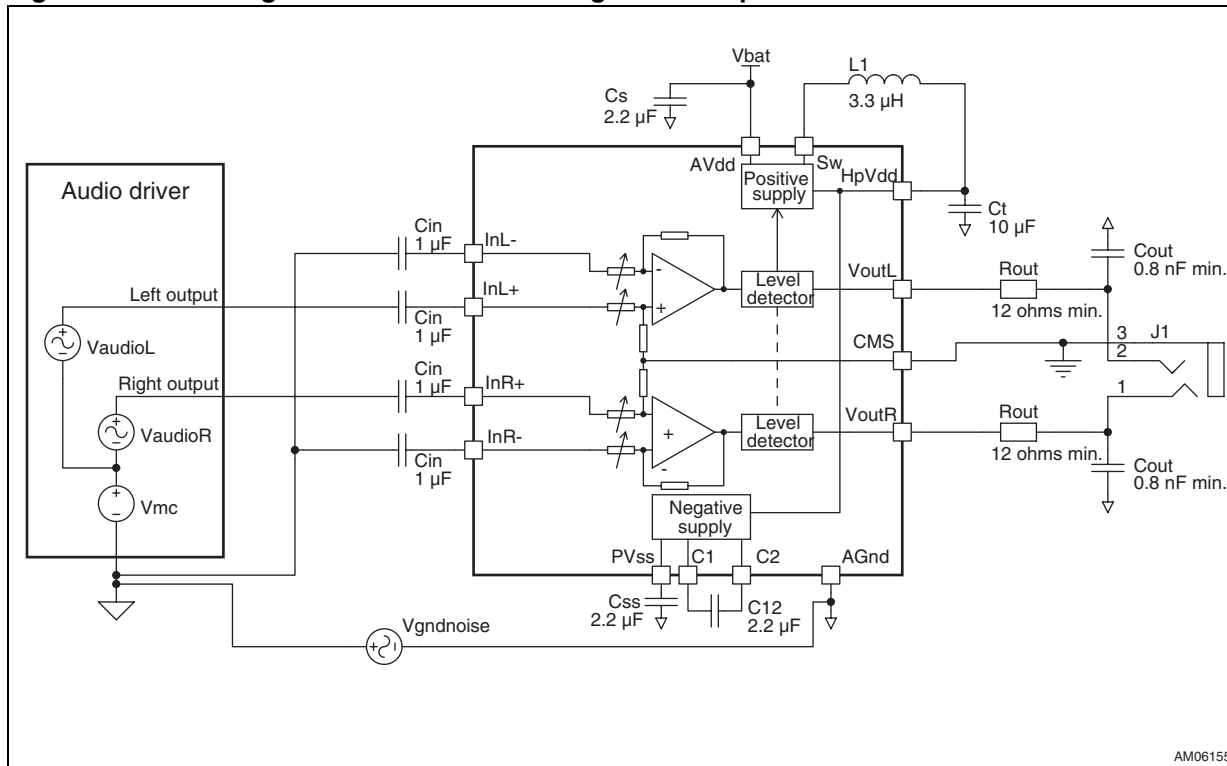 Vbat
L1
3.3 µH
Cs
2.2 µF
AVdd
Sw
HpVdd
Positive
supply
Ct
10 µF
Audio driver
Cin
1 µF
InL-
-
Level
detector
VoutL
Rout
12 ohms min.
Cout
0.8 nF min.
Left output
Cin
1 µF
InL+
+
VaudioL
CMS
3
J1
2
Right output
Cin
1 µF
InR+
1
VaudioR
+
Level
detector
VoutR
Rout
12 ohms min.
Cout
0.8 nF min.
Cin
1 µF
InR-
-
Vmc
Negative
supply
PVss
C1
C2
AGnd
Css
2.2 µF
C12
2.2 µF
Vgndnoise
AM06155